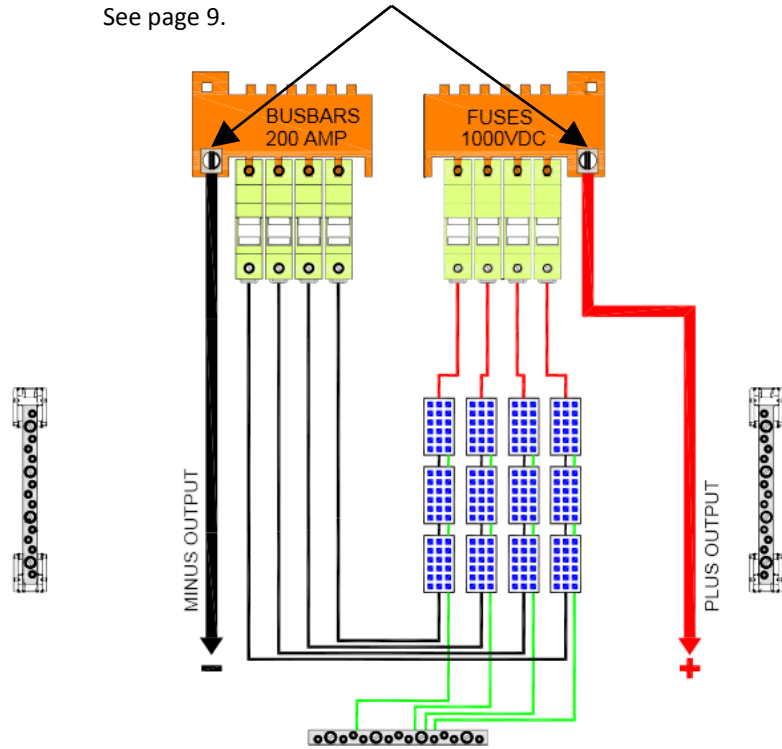 See page 9.
BUSBARS
200 AMP
FUSES
1000VDC
MINUS OUTPUT
PLUS OUTPUT
-
+